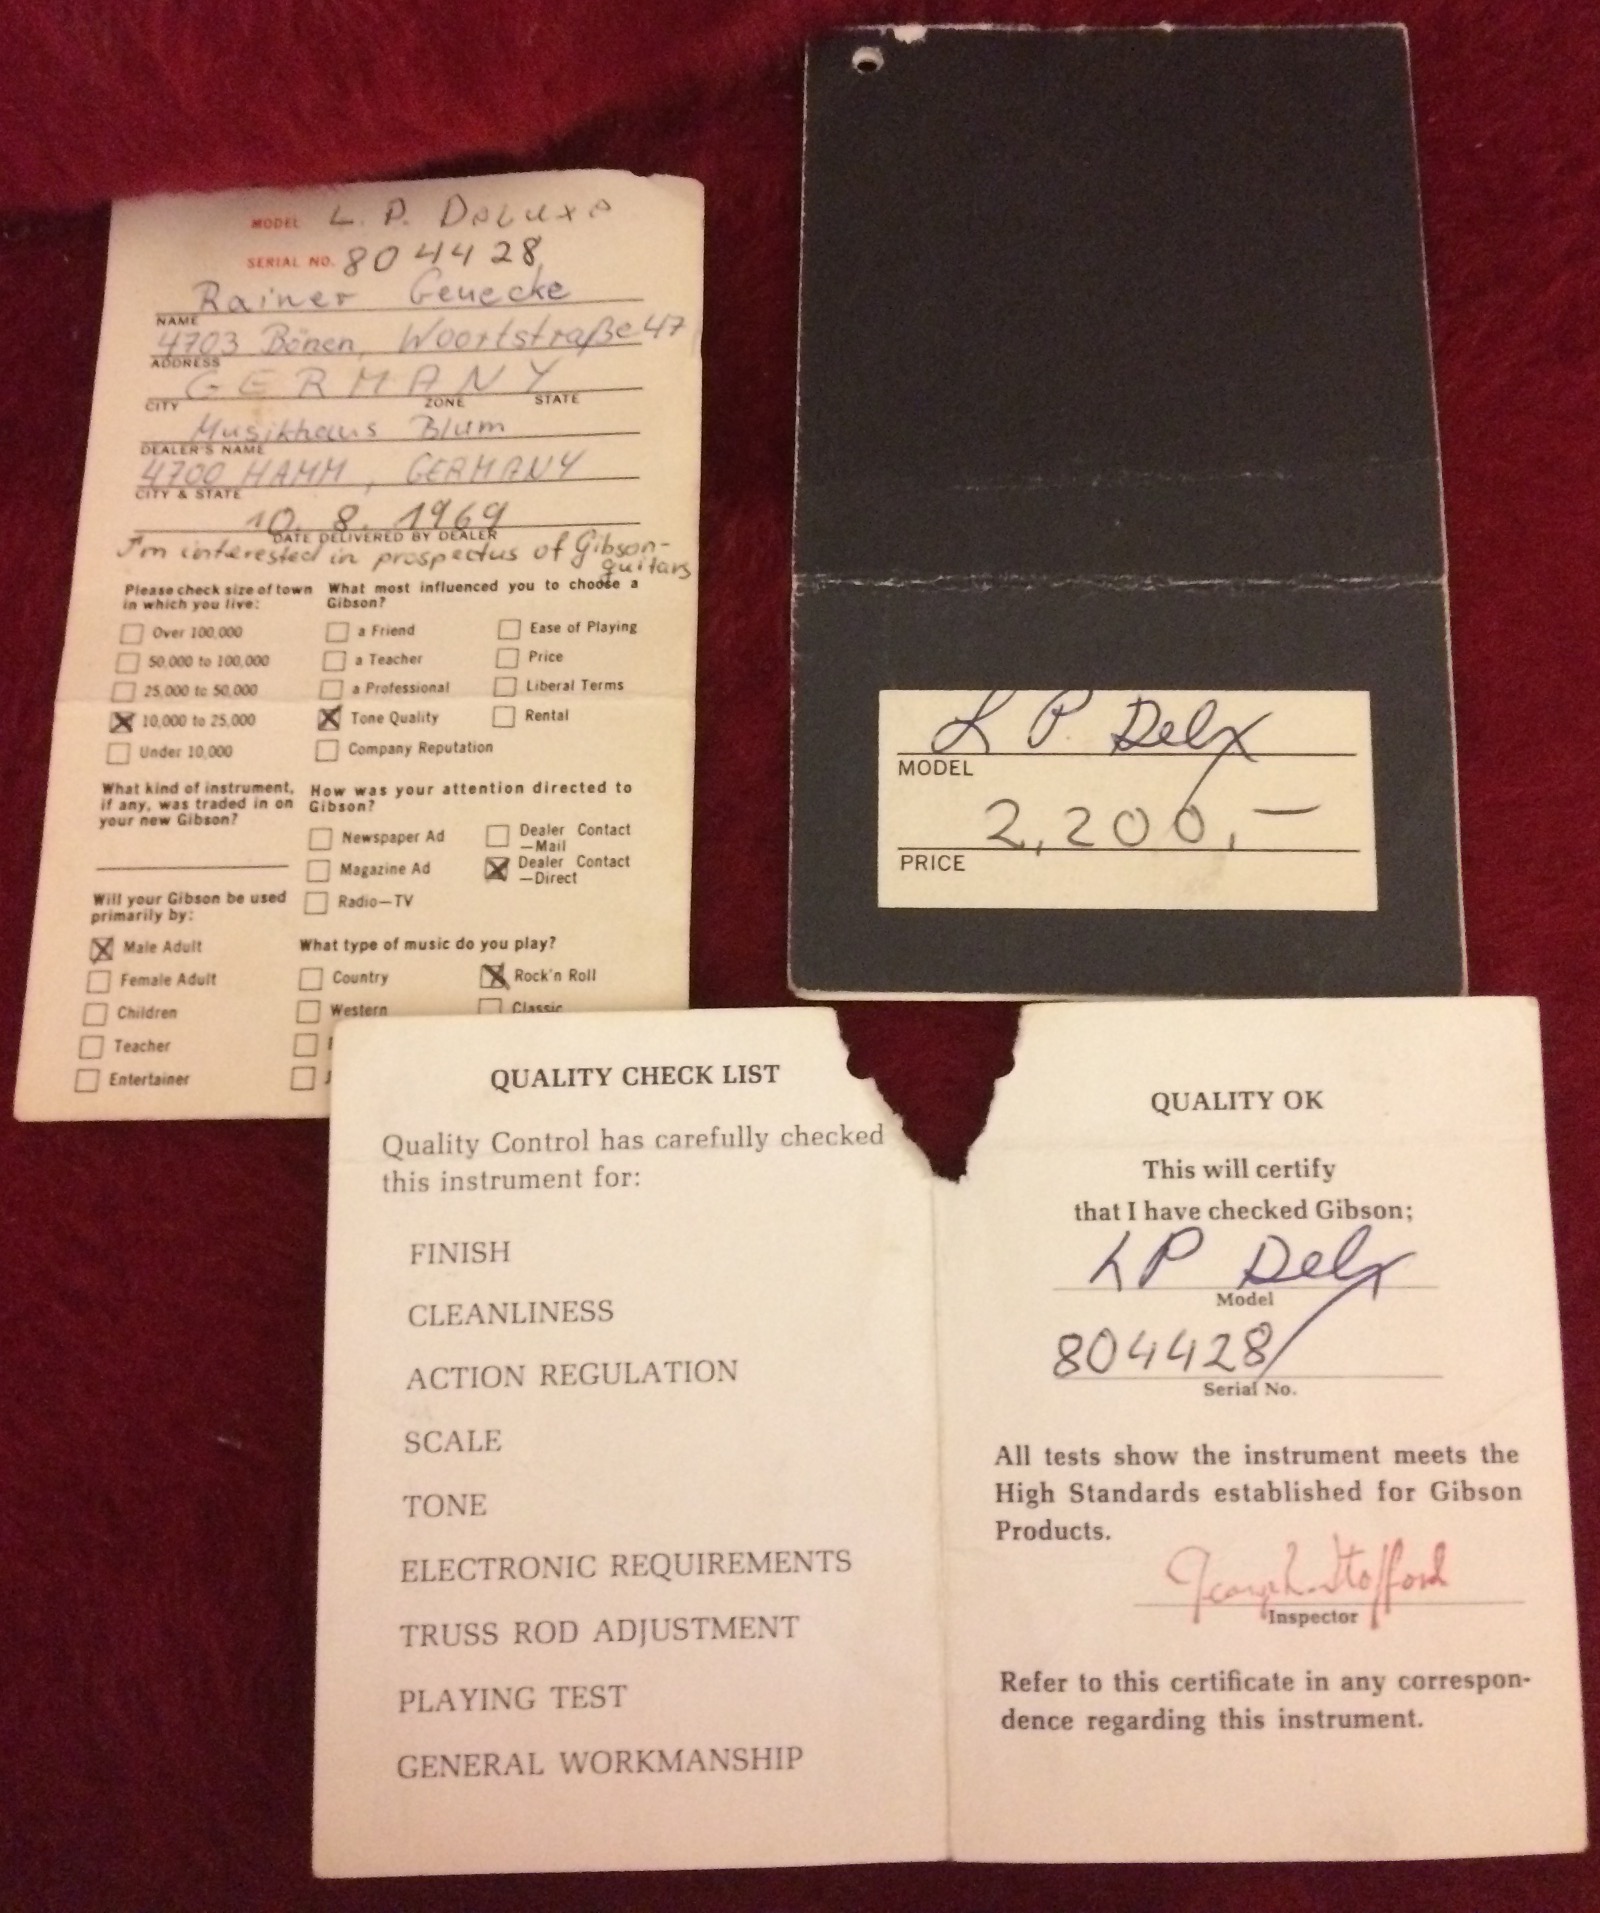 MODEL L. P. Deluxe
SERIAL NO. 804428
Rainer Genecke
NAME
4703 Bönen, Woortstraße 47
ADDRESS
GERMANY
CITY ZONE STATE
Musikhaus Blum
DEALER'S NAME
4700 HAMM, GERMANY
CITY & STATE
10. 8. 1969
DATE DELIVERED BY DEALER
I'm interested in prospectus of Gibson-
guitars
Please check size of town
in which you live:
Over 100,000
50,000 to 100,000
25,000 to 50,000
10,000 to 25,000
Under 10,000
What most influenced you to choose a
Gibson?
a Friend
a Teacher
a Professional
Tone Quality
Company Reputation
Ease of Playing
Price
Liberal Terms
Rental
What kind of instrument,
if any, was traded in on
your new Gibson?
How was your attention directed to
Gibson?
Newspaper Ad
Magazine Ad
Radio—TV
Dealer Contact
—Mail
Dealer Contact
—Direct
Will your Gibson be used
primarily by:
Male Adult
Female Adult
Children
Teacher
Entertainer
What type of music do you play?
Country
Western
Rock'n Roll
Classic
L P Delx
MODEL
2,200,—
PRICE
QUALITY CHECK LIST
Quality Control has carefully checked
this instrument for:
FINISH
CLEANLINESS
ACTION REGULATION
SCALE
TONE
ELECTRONIC REQUIREMENTS
TRUSS ROD ADJUSTMENT
PLAYING TEST
GENERAL WORKMANSHIP
QUALITY OK
This will certify
that I have checked Gibson;
LP Delx
Model
804428
Serial No.
All tests show the instrument meets the
High Standards established for Gibson
Products.
Inspector
Refer to this certificate in any correspon-
dence regarding this instrument.